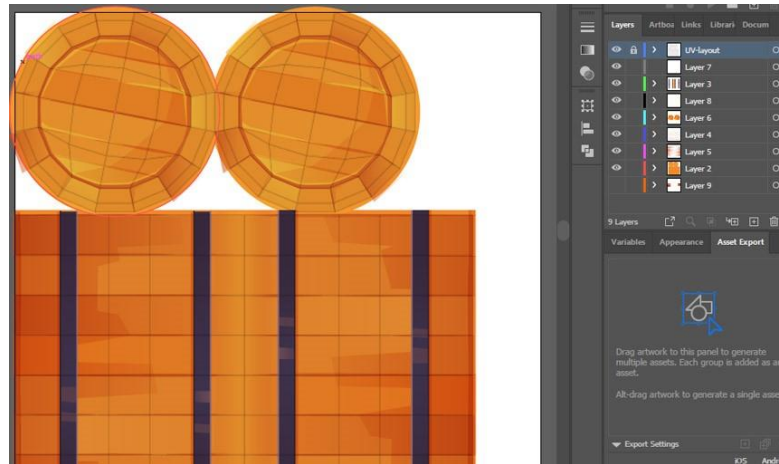 Layers Artboa Links Librari Docum
UV-layout
Layer 7
Layer 3
Layer 8
Layer 6
Layer 4
Layer 5
Layer 2
Layer 9
9 Layers
Variables Appearance Asset Export
Drag artwork to this panel to generate
multiple assets. Each group is added as a
asset.
Alt-drag artwork to generate a single asse
Export Settings
iOS Andr